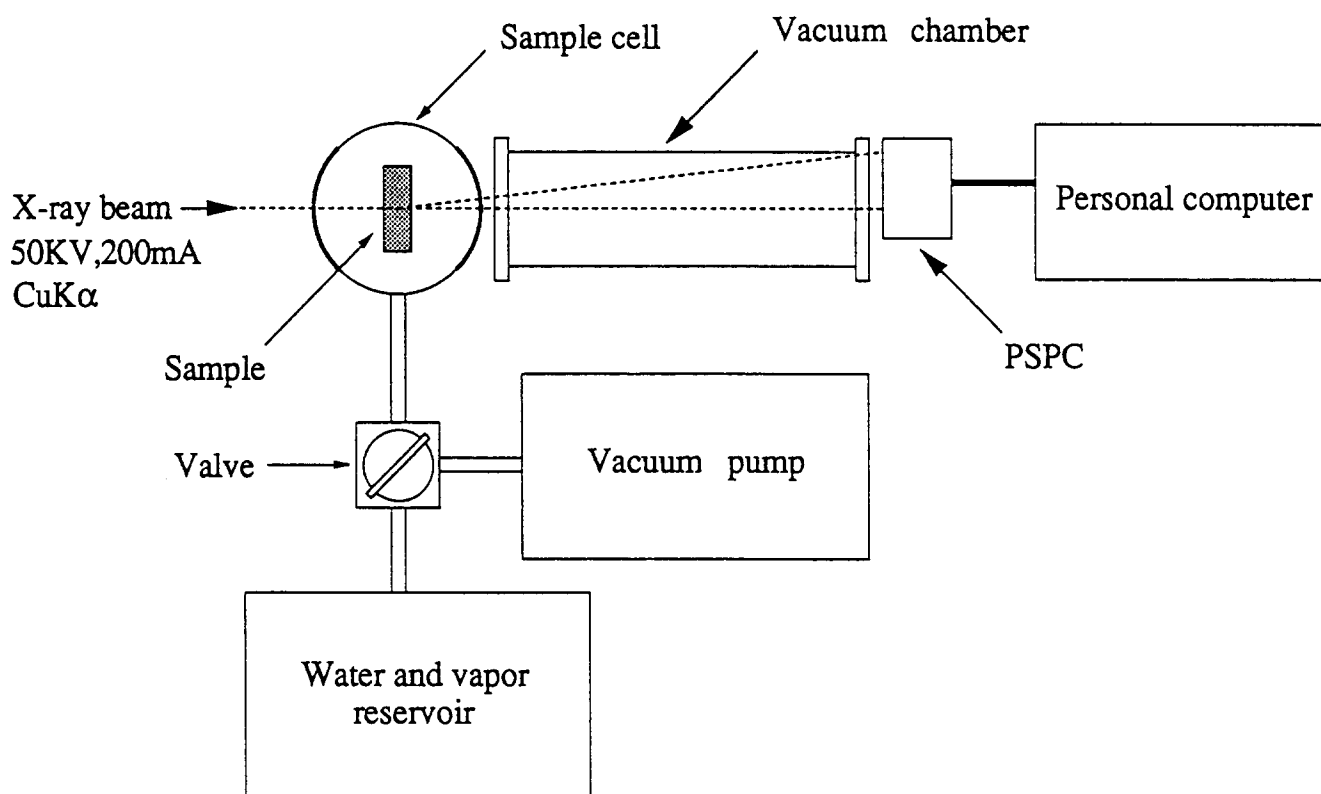 Sample cell
Vacuum chamber
X-ray beam
50KV,200mA
CuKα
Personal computer
Sample
PSPC
Valve
Vacuum pump
Water and vapor
reservoir